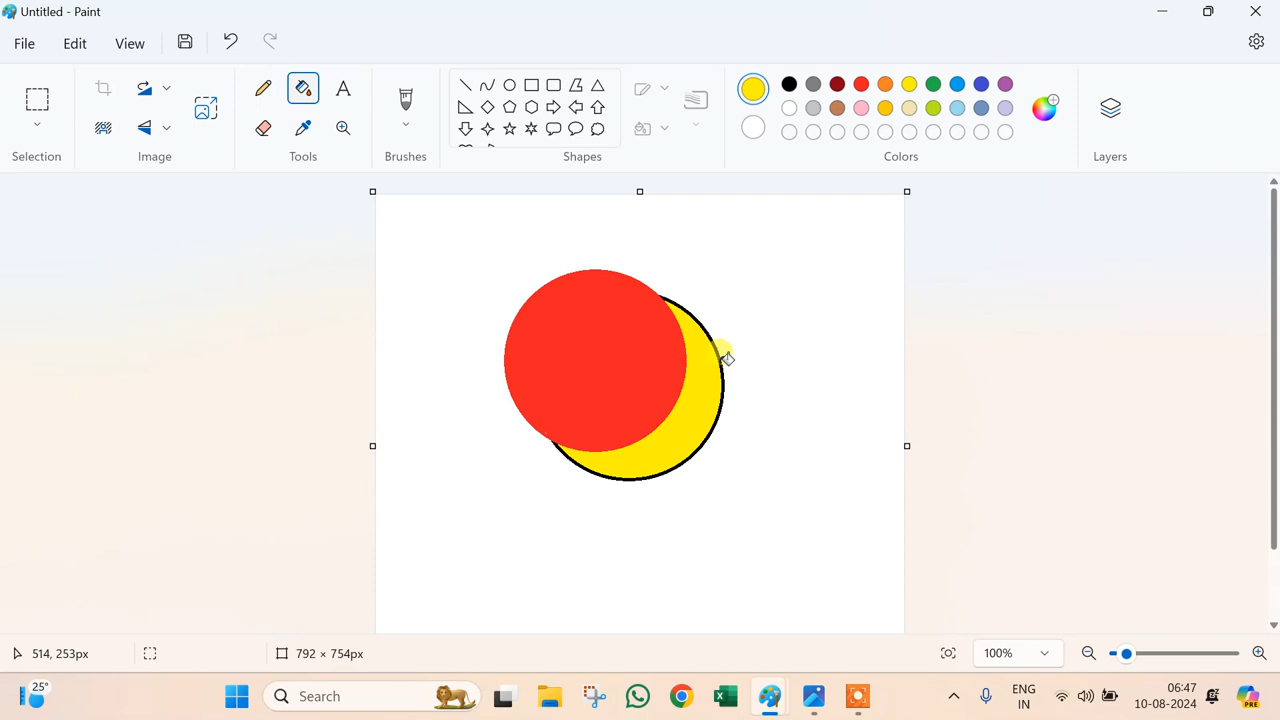 Untitled - Paint
File Edit View
Selection Image Tools Brushes Shapes Colors Layers
514, 253px 792 × 754px 100%
25° Search ENG IN 06:47 10-08-2024 PRE